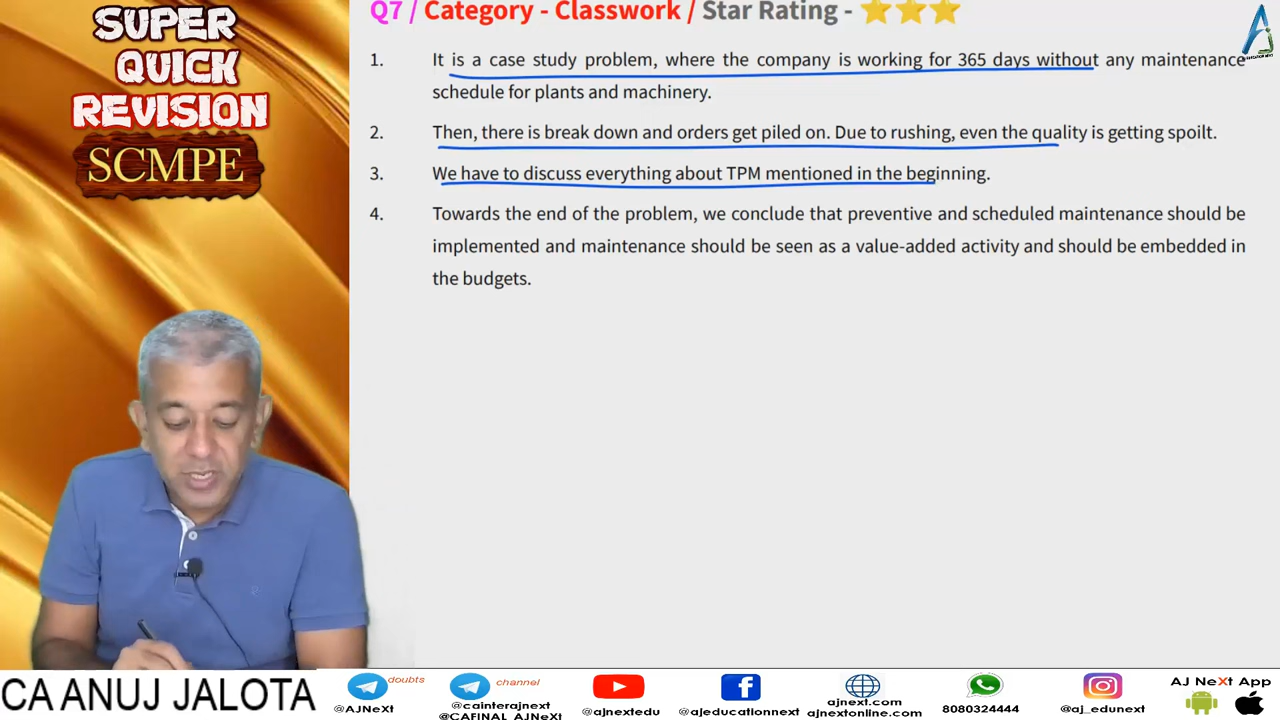 SUPER
QUICK
REVISION
SCMPE
Q7 / Category - Classwork / Star Rating - ⭐⭐⭐
1. It is a case study problem, where the company is working for 365 days without any maintenance
schedule for plants and machinery.
2. Then, there is break down and orders get piled on. Due to rushing, even the quality is getting spoilt.
3. We have to discuss everything about TPM mentioned in the beginning.
4. Towards the end of the problem, we conclude that preventive and scheduled maintenance should be
implemented and maintenance should be seen as a value-added activity and should be embedded in
the budgets.
CA ANUJ JALOTA
doubts
@AJNeXt
channel
@cainterajnext
@CAFINAL_AJNeXt
@ajnextedu
@ajeducationnext
ajnext.com
ajnextonline.com
8080324444
@aj_edunext
AJ NeXt App